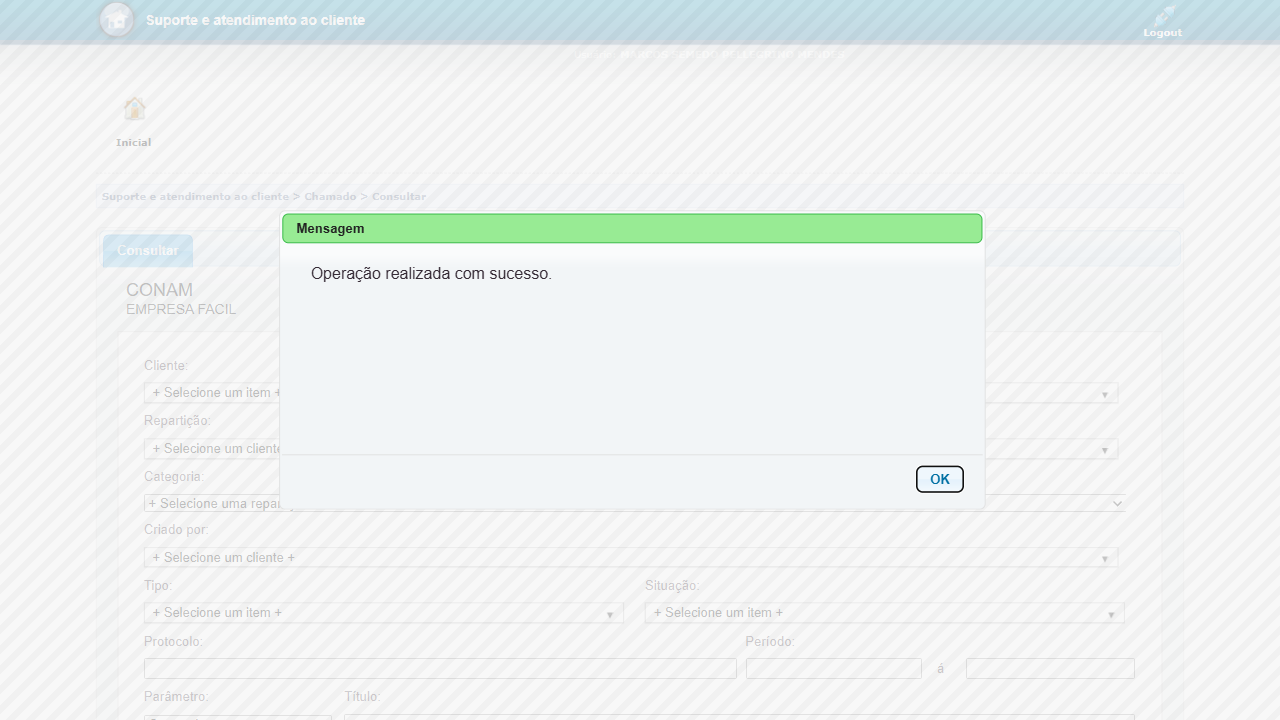 Suporte e atendimento ao cliente
Logout
Inicial
Suporte e atendimento ao cliente > Chamado > Consultar
Mensagem
Consultar
Operação realizada com sucesso.
CONAM
EMPRESA FACIL
Cliente:
+ Selecione um item +
Repartição:
+ Selecione um cliente
Categoria:
OK
+ Selecione uma repar
Criado por:
+ Selecione um cliente +
Tipo:
Situação:
+ Selecione um item +
+ Selecione um item +
Protocolo:
Período:
á
Parâmetro:
Título: